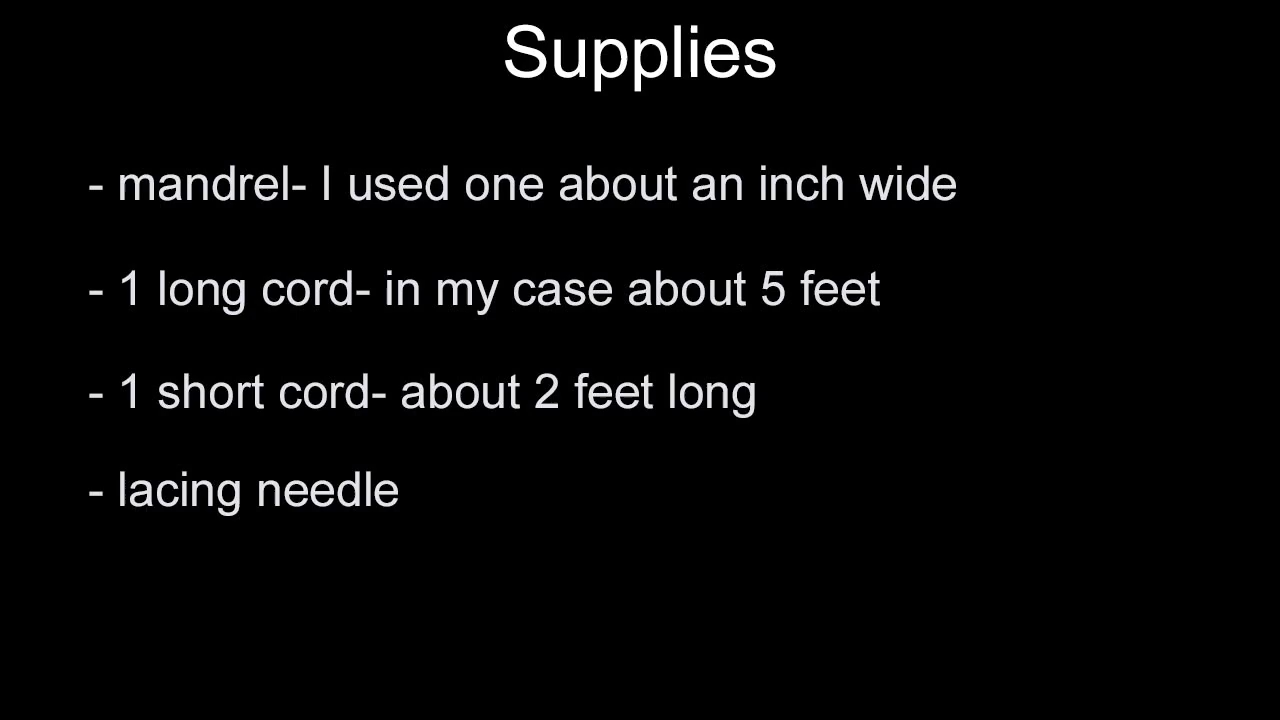 Supplies
- mandrel- I used one about an inch wide
- 1 long cord- in my case about 5 feet
- 1 short cord- about 2 feet long
- lacing needle